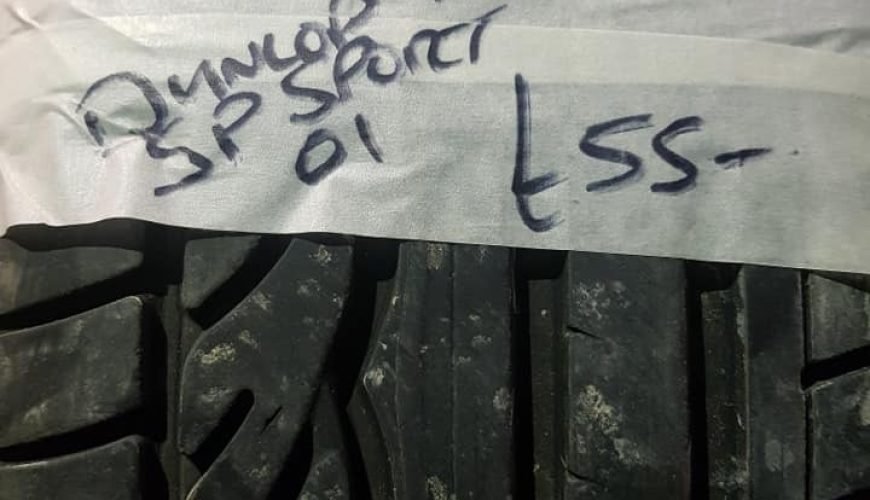 DUNLOP
SP SPORT
01
£55-